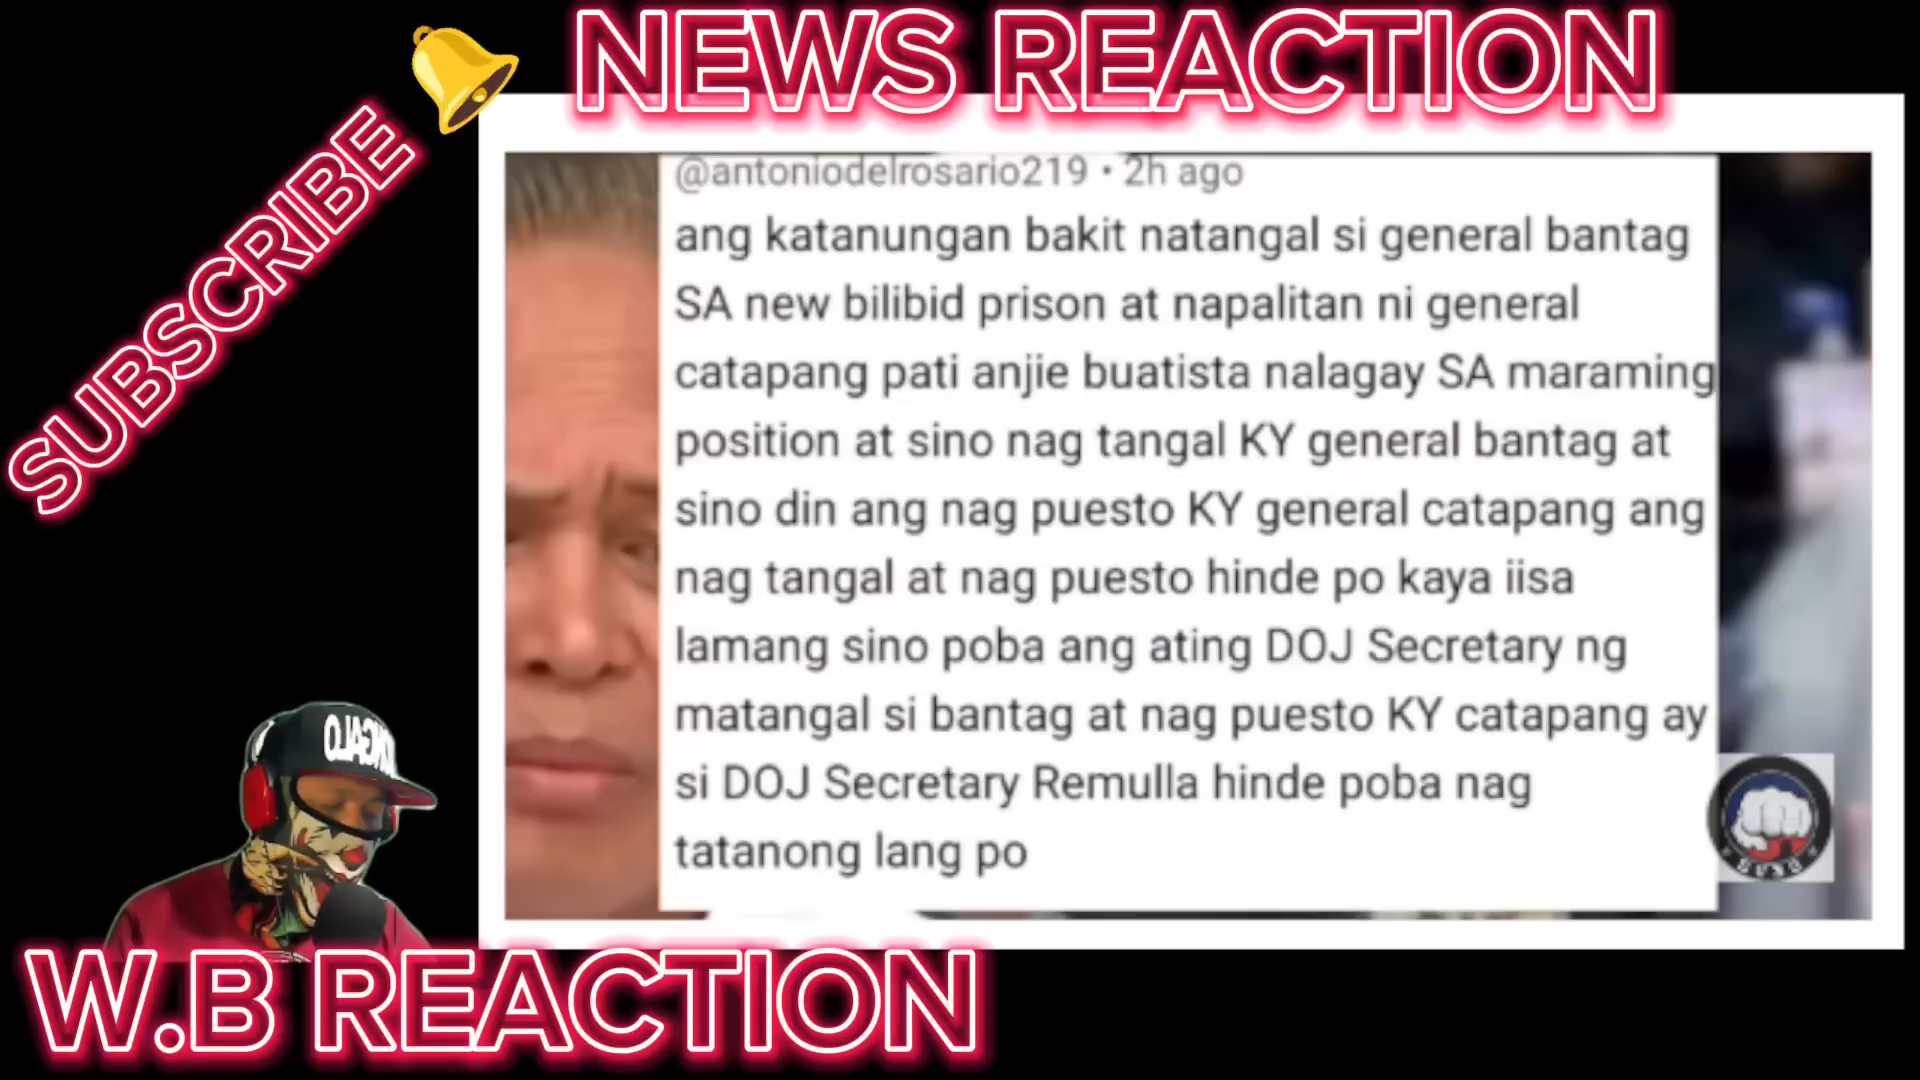 NEWS REACTION
SUBSCRIBE
@antoniodelrosario219 • 2h ago
ang katanungan bakit natangal si general bantag
SA new bilibid prison at napalitan ni general
catapang pati anjie buatista nalagay SA maraming
position at sino nag tangal KY general bantag at
sino din ang nag puesto KY general catapang ang
nag tangal at nag puesto hinde po kaya iisa
lamang sino poba ang ating DOJ Secretary ng
matangal si bantag at nag puesto KY catapang ay
si DOJ Secretary Remulla hinde poba nag
tatanong lang po
W.B REACTION